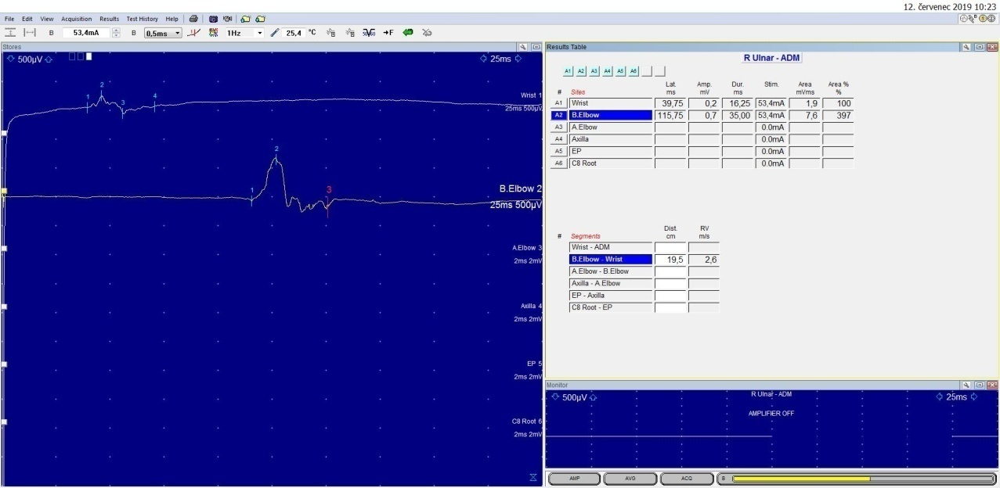 12. červenec 2019 10:23
File Edit View Acquisition Results Test History Help
B 53,4mA B 0,5ms 1Hz 25,4 °C 50/60 →F
Stores
500µV 25ms
1 2 3 4
Wrist 1
25ms 500µV
1 2 3
B.Elbow 2
25ms 500µV
A.Elbow 3
2ms 2mV
Axilla 4
2ms 2mV
EP 5
2ms 2mV
C8 Root 6
2ms 2mV
Results Table
R Ulnar - ADM
A1 A2 A3 A4 A5 A6
# Sites Lat. ms Amp. mV Dur. ms Stim. Area mVms Area % %
A1 Wrist 39,75 0,2 16,25 53,4mA 1,9 100
A2 B.Elbow 115,75 0,7 35,00 53,4mA 7,6 397
A3 A.Elbow 0.0mA
A4 Axilla 0.0mA
A5 EP 0.0mA
A6 C8 Root 0.0mA
# Segments Dist. cm RV m/s
Wrist - ADM
B.Elbow - Wrist 19,5 2,6
A.Elbow - B.Elbow
Axilla - A.Elbow
EP - Axilla
C8 Root - EP
Monitor
500µV R Ulnar - ADM 25ms
AMPLIFIER OFF
AMP AVG ACQ B